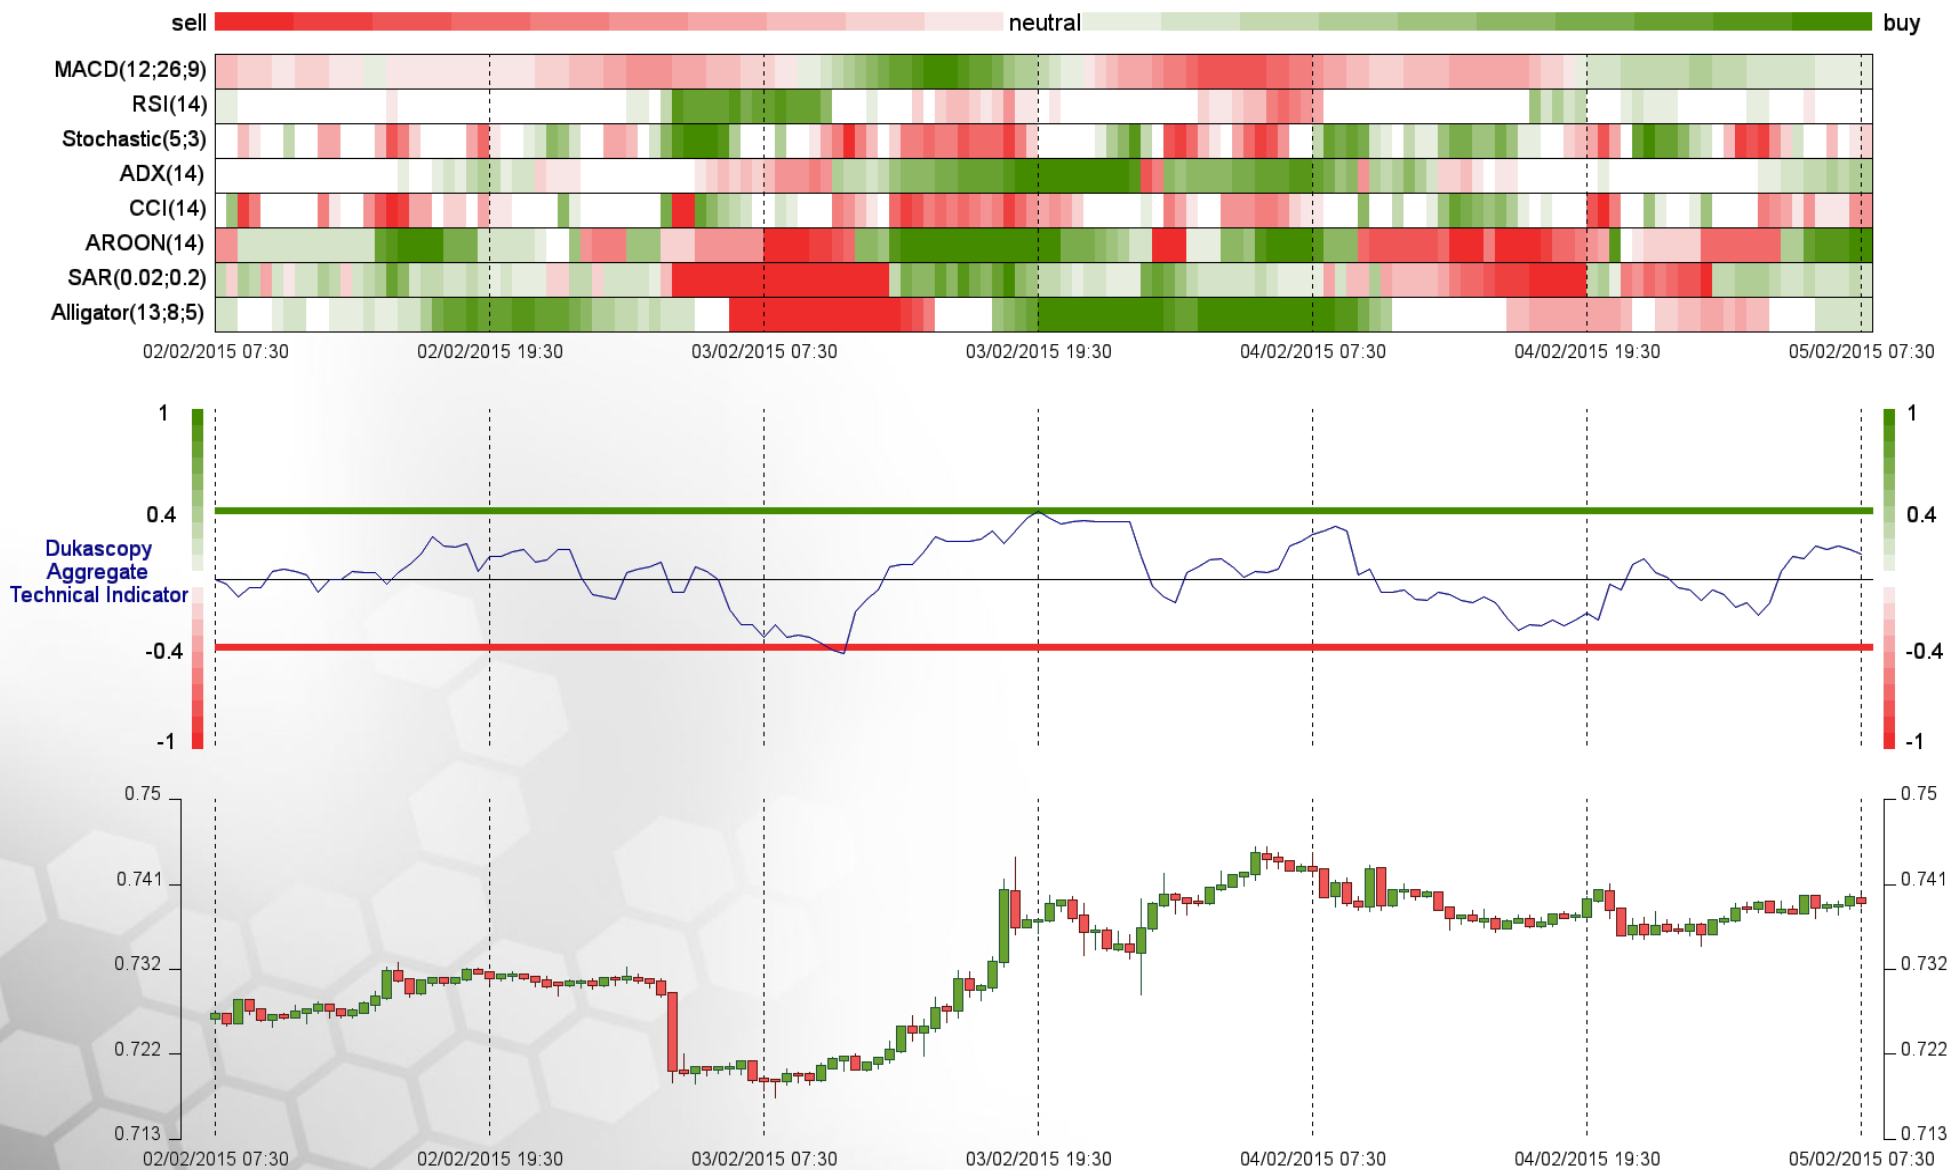 sell neutral buy
MACD(12;26;9)
RSI(14)
Stochastic(5;3)
ADX(14)
CCI(14)
AROON(14)
SAR(0.02;0.2)
Alligator(13;8;5)
02/02/2015 07:30 02/02/2015 19:30 03/02/2015 07:30 03/02/2015 19:30 04/02/2015 07:30 04/02/2015 19:30 05/02/2015 07:30
1 1
0.4 0.4
Dukascopy
Aggregate
Technical Indicator
-0.4 -0.4
-1 -1
0.75 0.75
0.741 0.741
0.732 0.732
0.722 0.722
0.713 0.713
02/02/2015 07:30 02/02/2015 19:30 03/02/2015 07:30 03/02/2015 19:30 04/02/2015 07:30 04/02/2015 19:30 05/02/2015 07:30